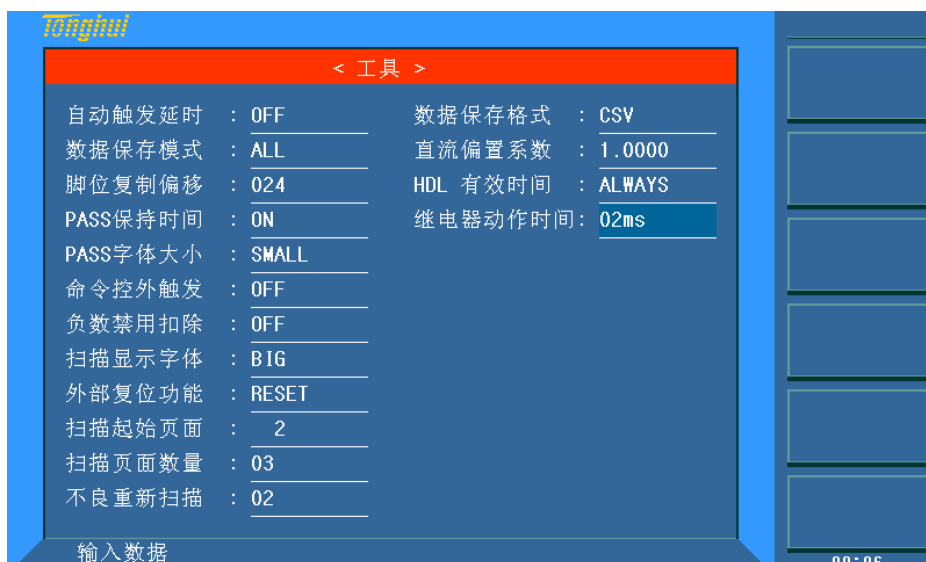 Tonghui
< 工具 >
自动触发延时 : OFF 数据保存格式 : CSV
数据保存模式 : ALL 直流偏置系数 : 1.0000
脚位复制偏移 : 024 HDL 有效时间 : ALWAYS
PASS保持时间 : ON 继电器动作时间: 02ms
PASS字体大小 : SMALL
命令控外触发 : OFF
负数禁用扣除 : OFF
扫描显示字体 : BIG
外部复位功能 : RESET
扫描起始页面 : 2
扫描页面数量 : 03
不良重新扫描 : 02
输入数据